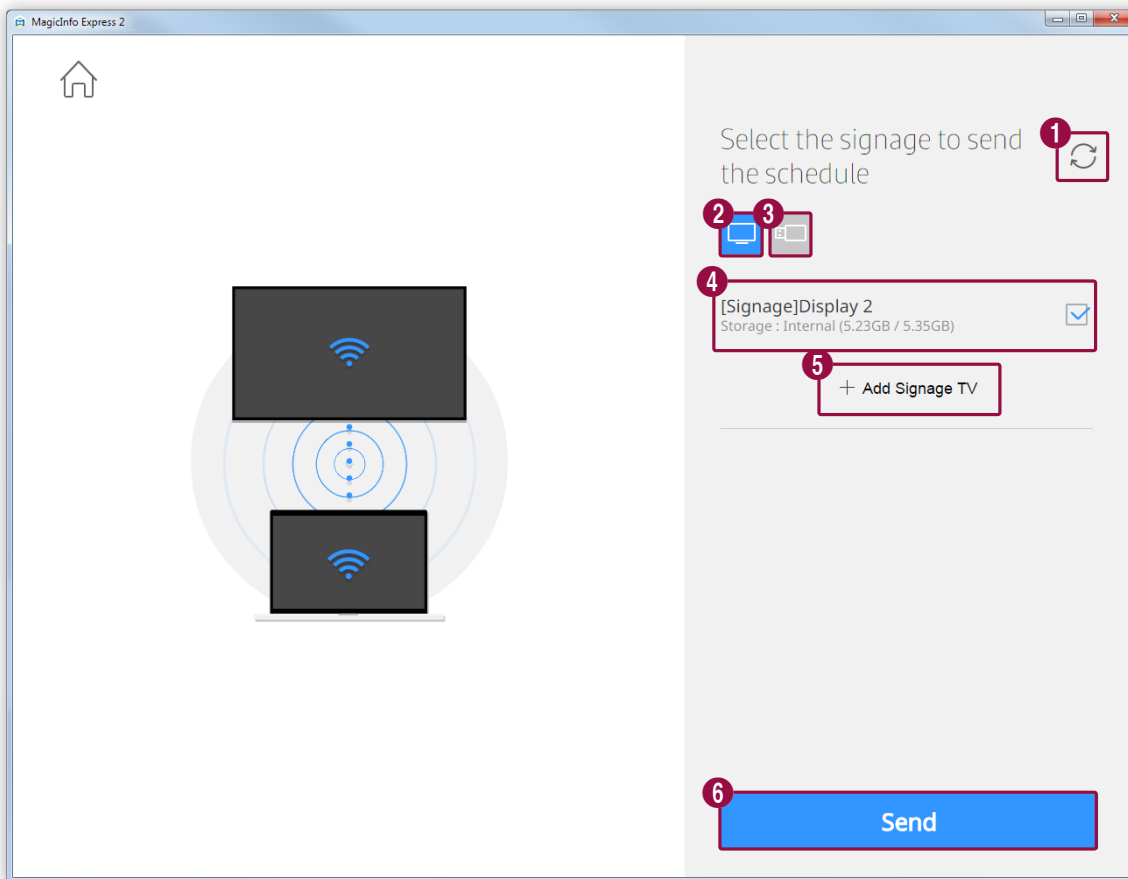 MagicInfo Express 2
Select the signage to send
the schedule
1
2
3
4
[Signage]Display 2
Storage : Internal (5.23GB / 5.35GB)
5
+ Add Signage TV
6
Send